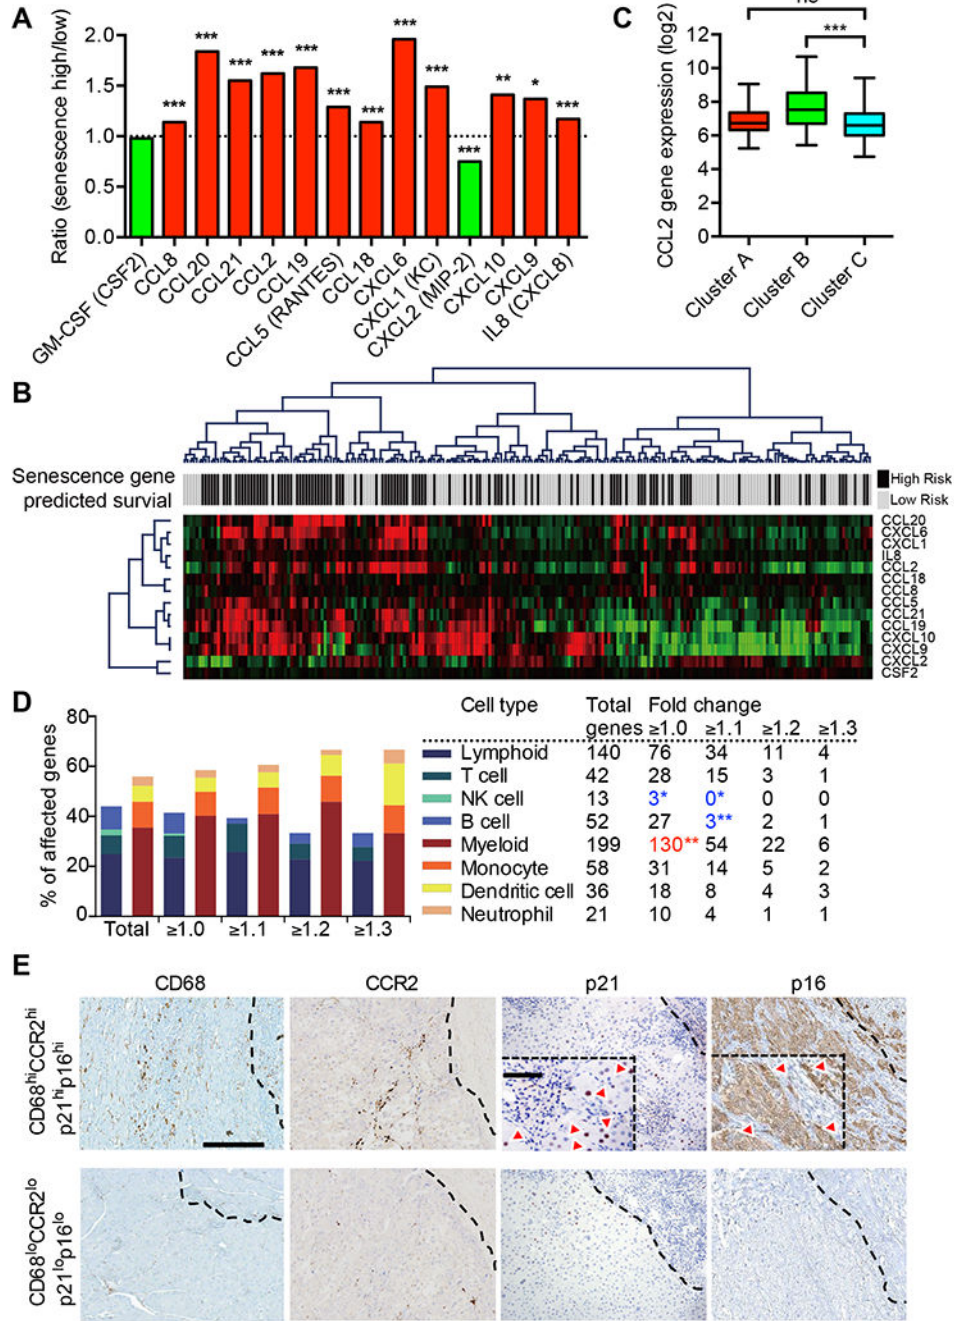 A
Ratio (senescence high/low)
2.0
1.5
1.0
0.5
0.0
***
***
***
***
***
***
***
***
***
***
**
*
***
GM-CSF (CSF2)
CCL8
CCL20
CCL21
CCL2
CCL19
CCL5 (RANTES)
CCL18
CXCL6
CXCL1 (KC)
CXCL2 (MIP-2)
CXCL10
CXCL9
IL8 (CXCL8)
C
CCL2 gene expression (log2)
12
10
8
6
4
2
0
ns
***
Cluster A
Cluster B
Cluster C
B
Senescence gene
predicted survial
High Risk
Low Risk
CCL20
CXCL6
CXCL1
IL8
CCL2
CCL18
CCL8
CCL5
CCL21
CCL19
CXCL10
CXCL9
CXCL2
CSF2
D
% of affected genes
80
60
40
20
0
Total ≥1.0 ≥1.1 ≥1.2 ≥1.3
Cell type Total Fold change
genes ≥1.0 ≥1.1 ≥1.2 ≥1.3
Lymphoid 140 76 34 11 4
T cell 42 28 15 3 1
NK cell 13 3* 0* 0 0
B cell 52 27 3** 2 1
Myeloid 199 130** 54 22 6
Monocyte 58 31 14 5 2
Dendritic cell 36 18 8 4 3
Neutrophil 21 10 4 1 1
E
CD68 CCR2 p21 p16
CD68hiCCR2hi
p21hip16hi
CD68loCCR2lo
p21lop16lo